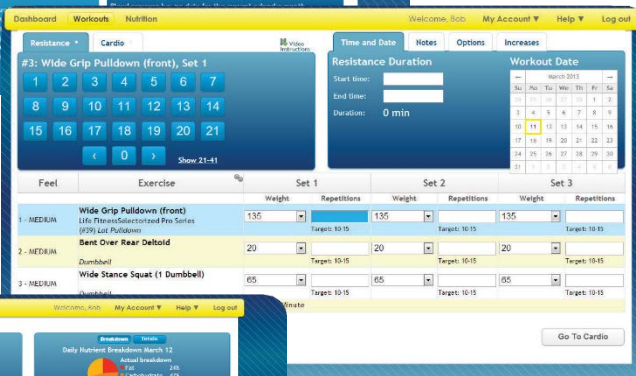 Dashboard Workouts Nutrition Welcome, Bob My Account ▼ Help ▼ Log out
Resistance Cardio Video Instructions
#3: Wide Grip Pulldown (front), Set 1
1 2 3 4 5 6 7
8 9 10 11 12 13 14
15 16 17 18 19 20 21
‹ 0 › Show 21-41
Time and Date Notes Options Increases
Resistance Duration
Start time:
End time:
Duration: 0 min
Workout Date
March 2013
Su Mo Tu We Th Fr Sa
1 2
3 4 5 6 7 8 9
10 11 12 13 14 15 16
17 18 19 20 21 22 23
24 25 26 27 28 29 30
31
Feel Exercise Set 1 Set 2 Set 3
Weight Repetitions Weight Repetitions Weight Repetitions
1 - MEDIUM Wide Grip Pulldown (front) 135 135 135
Life FitnessSelectorized Pro Series
(#39) Lat Pulldown Target: 10-15 Target: 10-15 Target: 10-15
2 - MEDIUM Bent Over Rear Deltoid 20 20 20
Dumbbell Target: 10-15 Target: 10-15 Target: 10-15
3 - MEDIUM Wide Stance Squat (1 Dumbbell) 65 65 65
Dumbbell Target: 10-15 Target: 10-15 Target: 10-15
Minute
Go To Cardio
Welcome, Bob My Account ▼ Help ▼ Log out
Breakdown Details
Daily Nutrient Breakdown March 12
Actual breakdown
Fat 24%
Carbohydrate